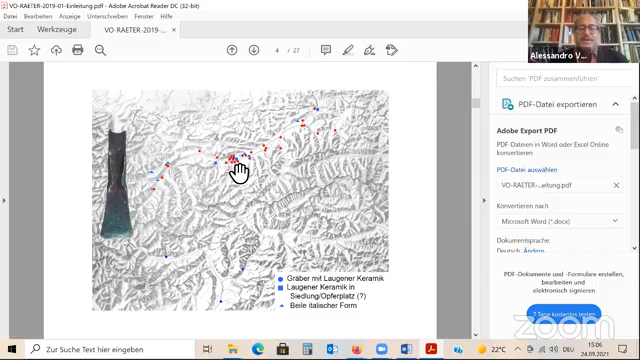 VO-RAETER-2019-01-Einleitung.pdf - Adobe Acrobat Reader DC (32-bit)
Datei Bearbeiten Anzeige Unterschreiben Fenster Hilfe
Start Werkzeuge VO-RAETER-2019-... ×
4 / 27
Alessandro V...
Suchen 'PDF zusammenführen'
PDF-Datei exportieren
Adobe Export PDF
PDF-Dateien in Word oder Excel Online
konvertieren
PDF-Datei auswählen
VO-RAETER-...eitung.pdf ×
Konvertieren nach
Microsoft Word (*.docx)
Dokumentsprache:
Deutsch Ändern
Gräber mit Laugener Keramik
Laugener Keramik in
Siedlung/Opferplatz (?)
Beile italischer Form
PDF-Dokumente und -Formulare erstellen,
bearbeiten und
elektronisch signieren
7 Tage kostenlos testen
zoom
Zur Suche Text hier eingeben
22°C
DEU
15:06
24.09.2021